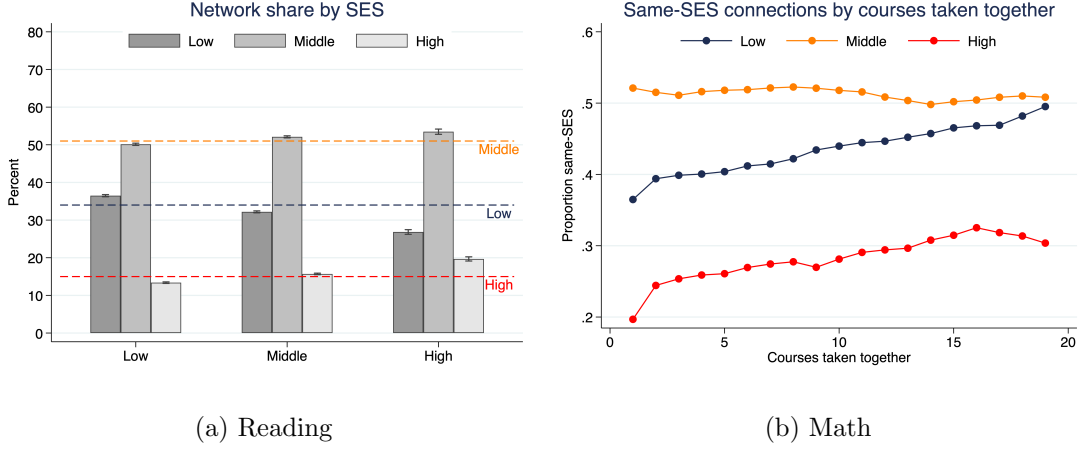 Network share by SES
Low Middle High
80
70
60
50
40
30
20
10
0
Percent
Middle
Low
High
Low Middle High
(a) Reading
Same-SES connections by courses taken together
Low Middle High
.6
.5
.4
.3
.2
Proportion same-SES
0 5 10 15 20
Courses taken together
(b) Math